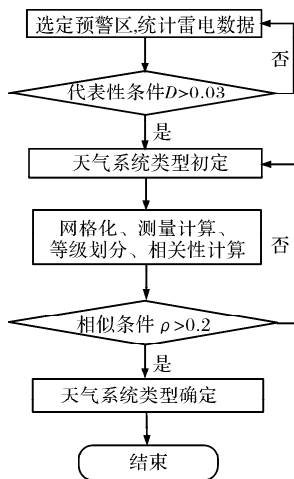 选定预警区,统计雷电数据
否
代表性条件D>0.03
是
天气系统类型初定
网格化、测量计算、
等级划分、相关性计算
否
相似条件 ρ>0.2
是
天气系统类型确定
结束